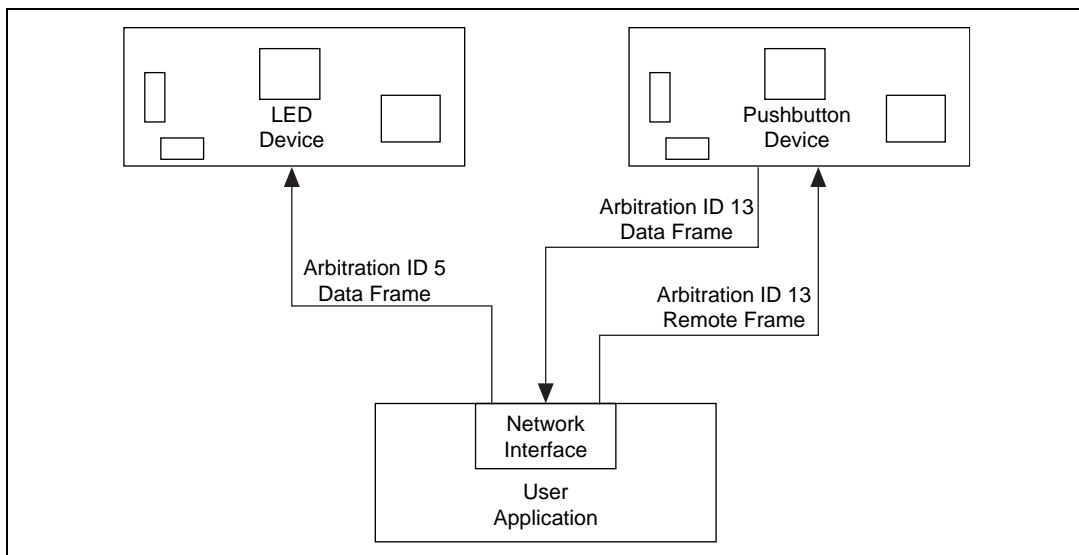 LED
Device
Pushbutton
Device
Arbitration ID 13
Data Frame
Arbitration ID 5
Data Frame
Arbitration ID 13
Remote Frame
Network
Interface
User
Application